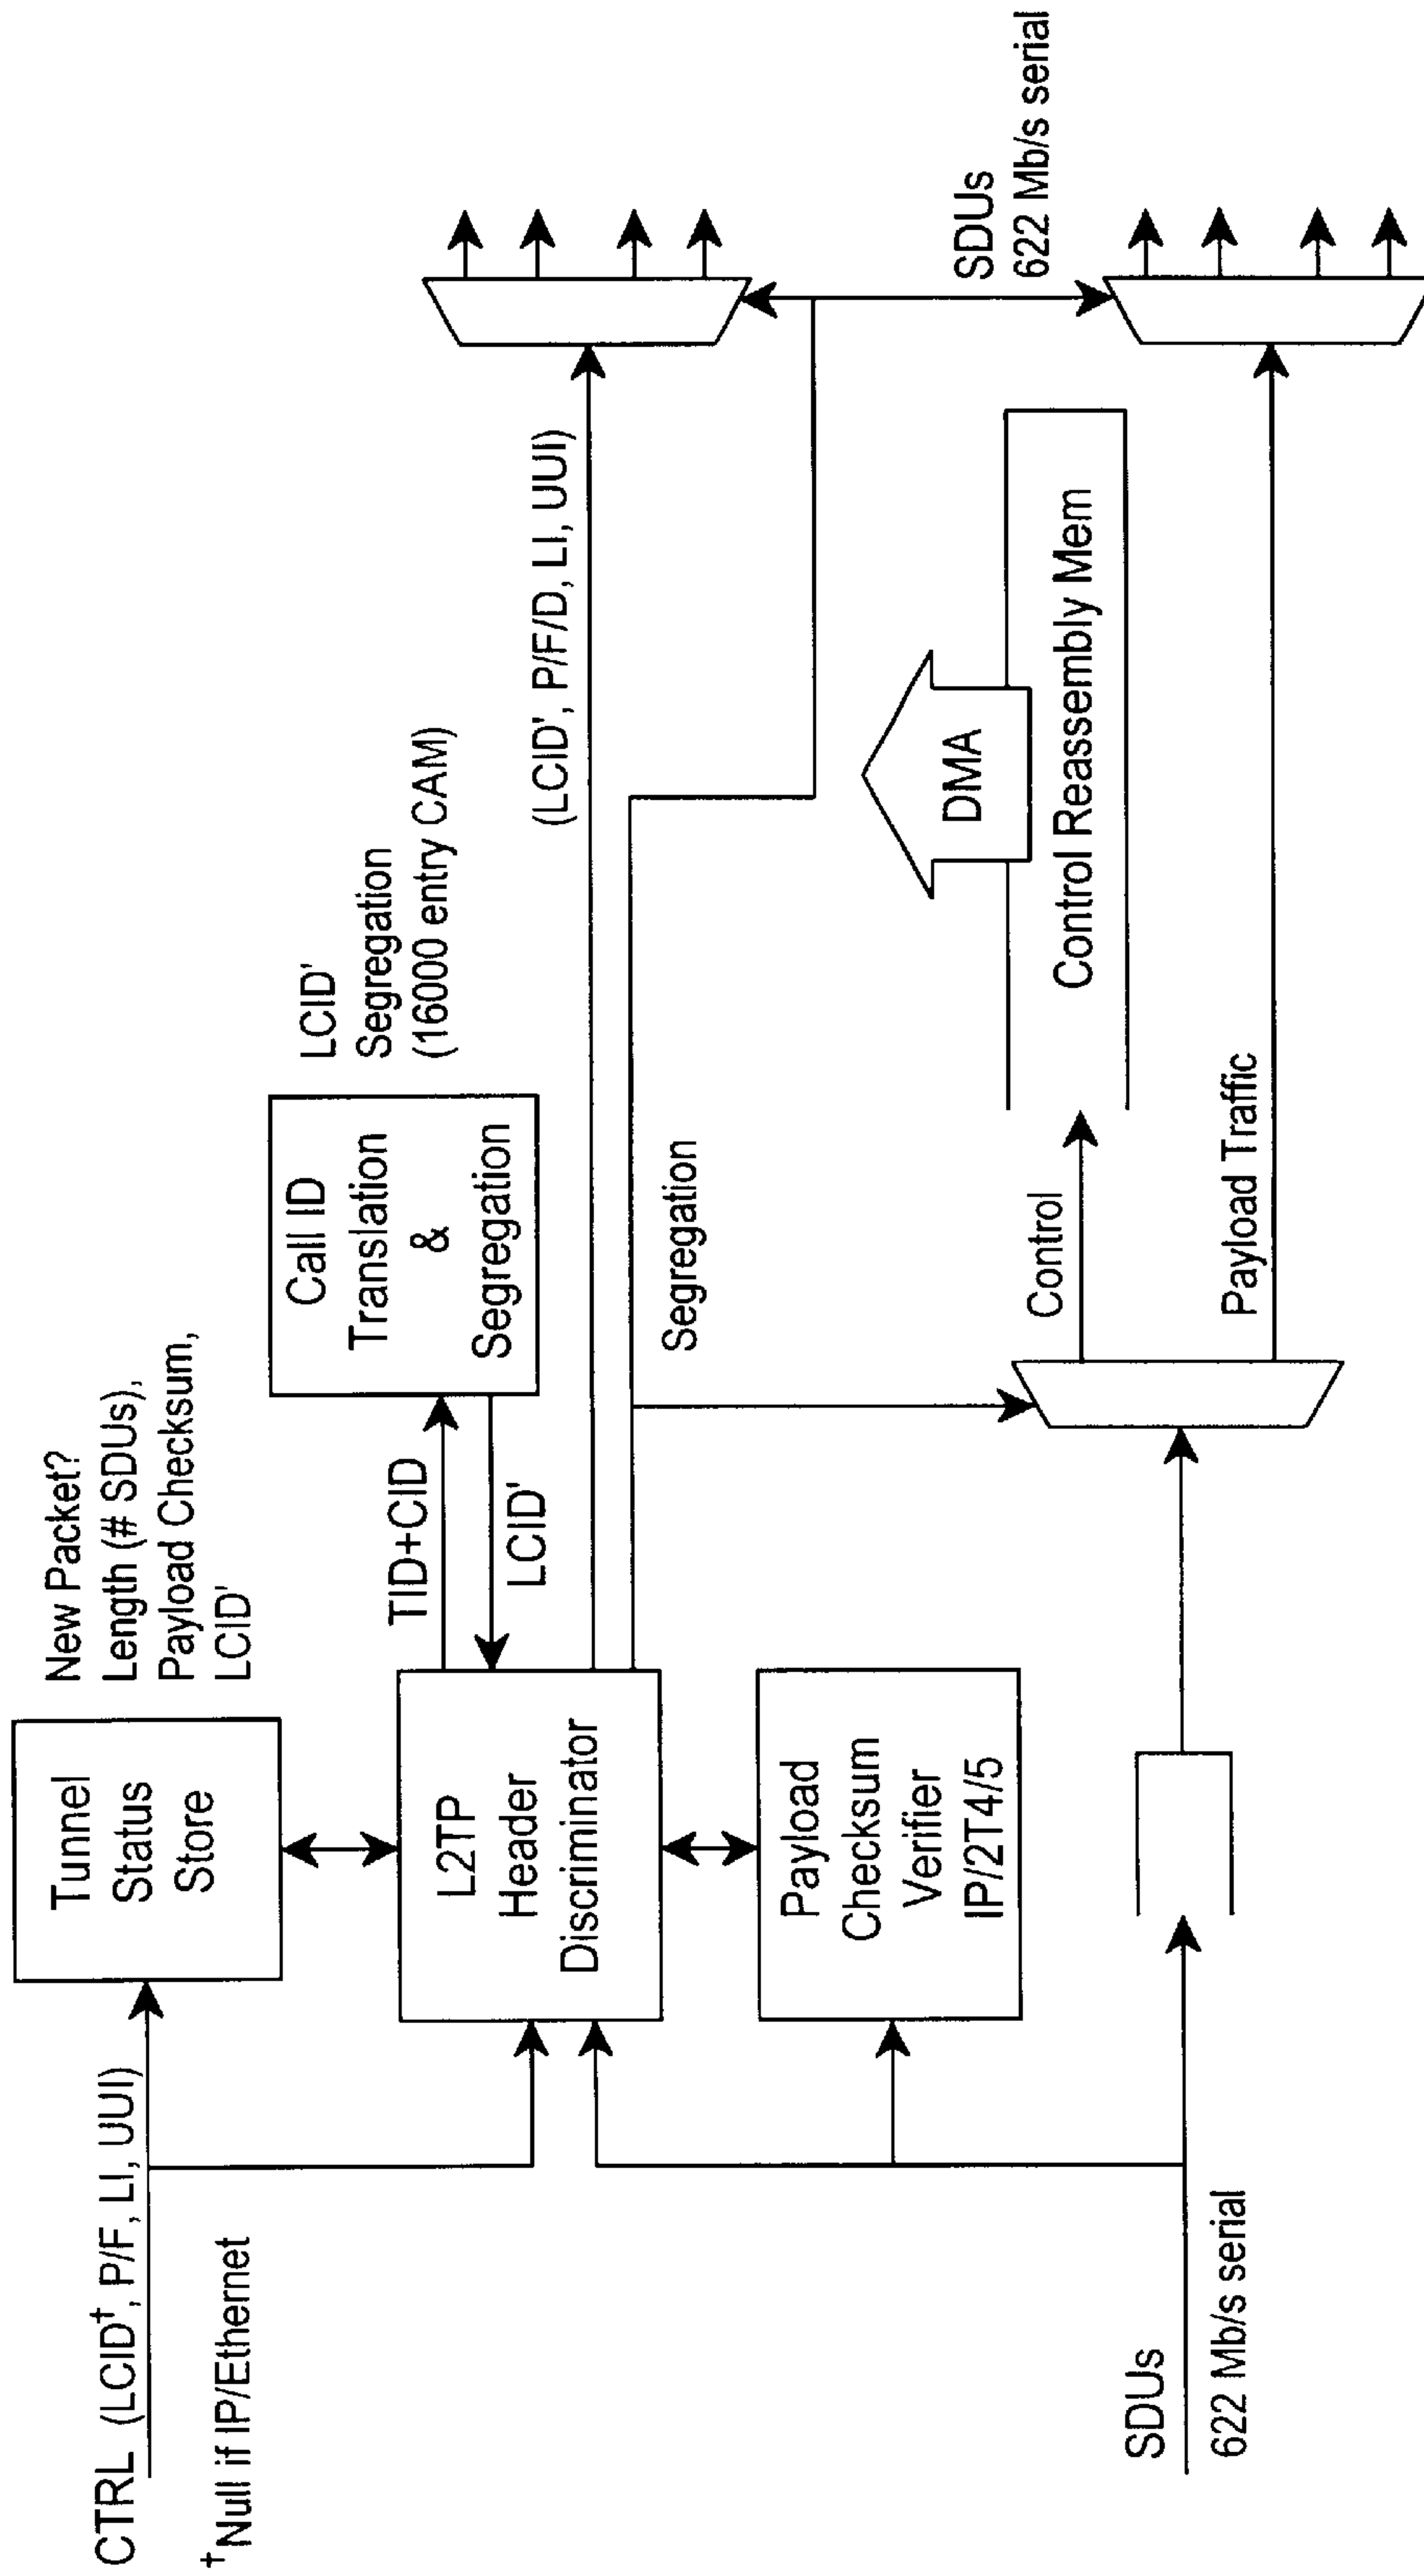 CTRL (LCID†, P/F, LI, UUI)
†Null if IP/Ethernet
Tunnel
Status
Store
New Packet?
Length (# SDUs),
Payload Checksum,
LCID'
L2TP
Header
Discriminator
TID+CID
LCID'
Call ID
Translation
&
Segregation
LCID'
Segregation
(16000 entry CAM)
(LCID', P/F/D, LI, UUI)
Payload
Checksum
Verifier
IP/2T4/5
Segregation
DMA
Control
Control Reassembly Mem
Payload Traffic
SDUs
622 Mb/s serial
SDUs
622 Mb/s serial